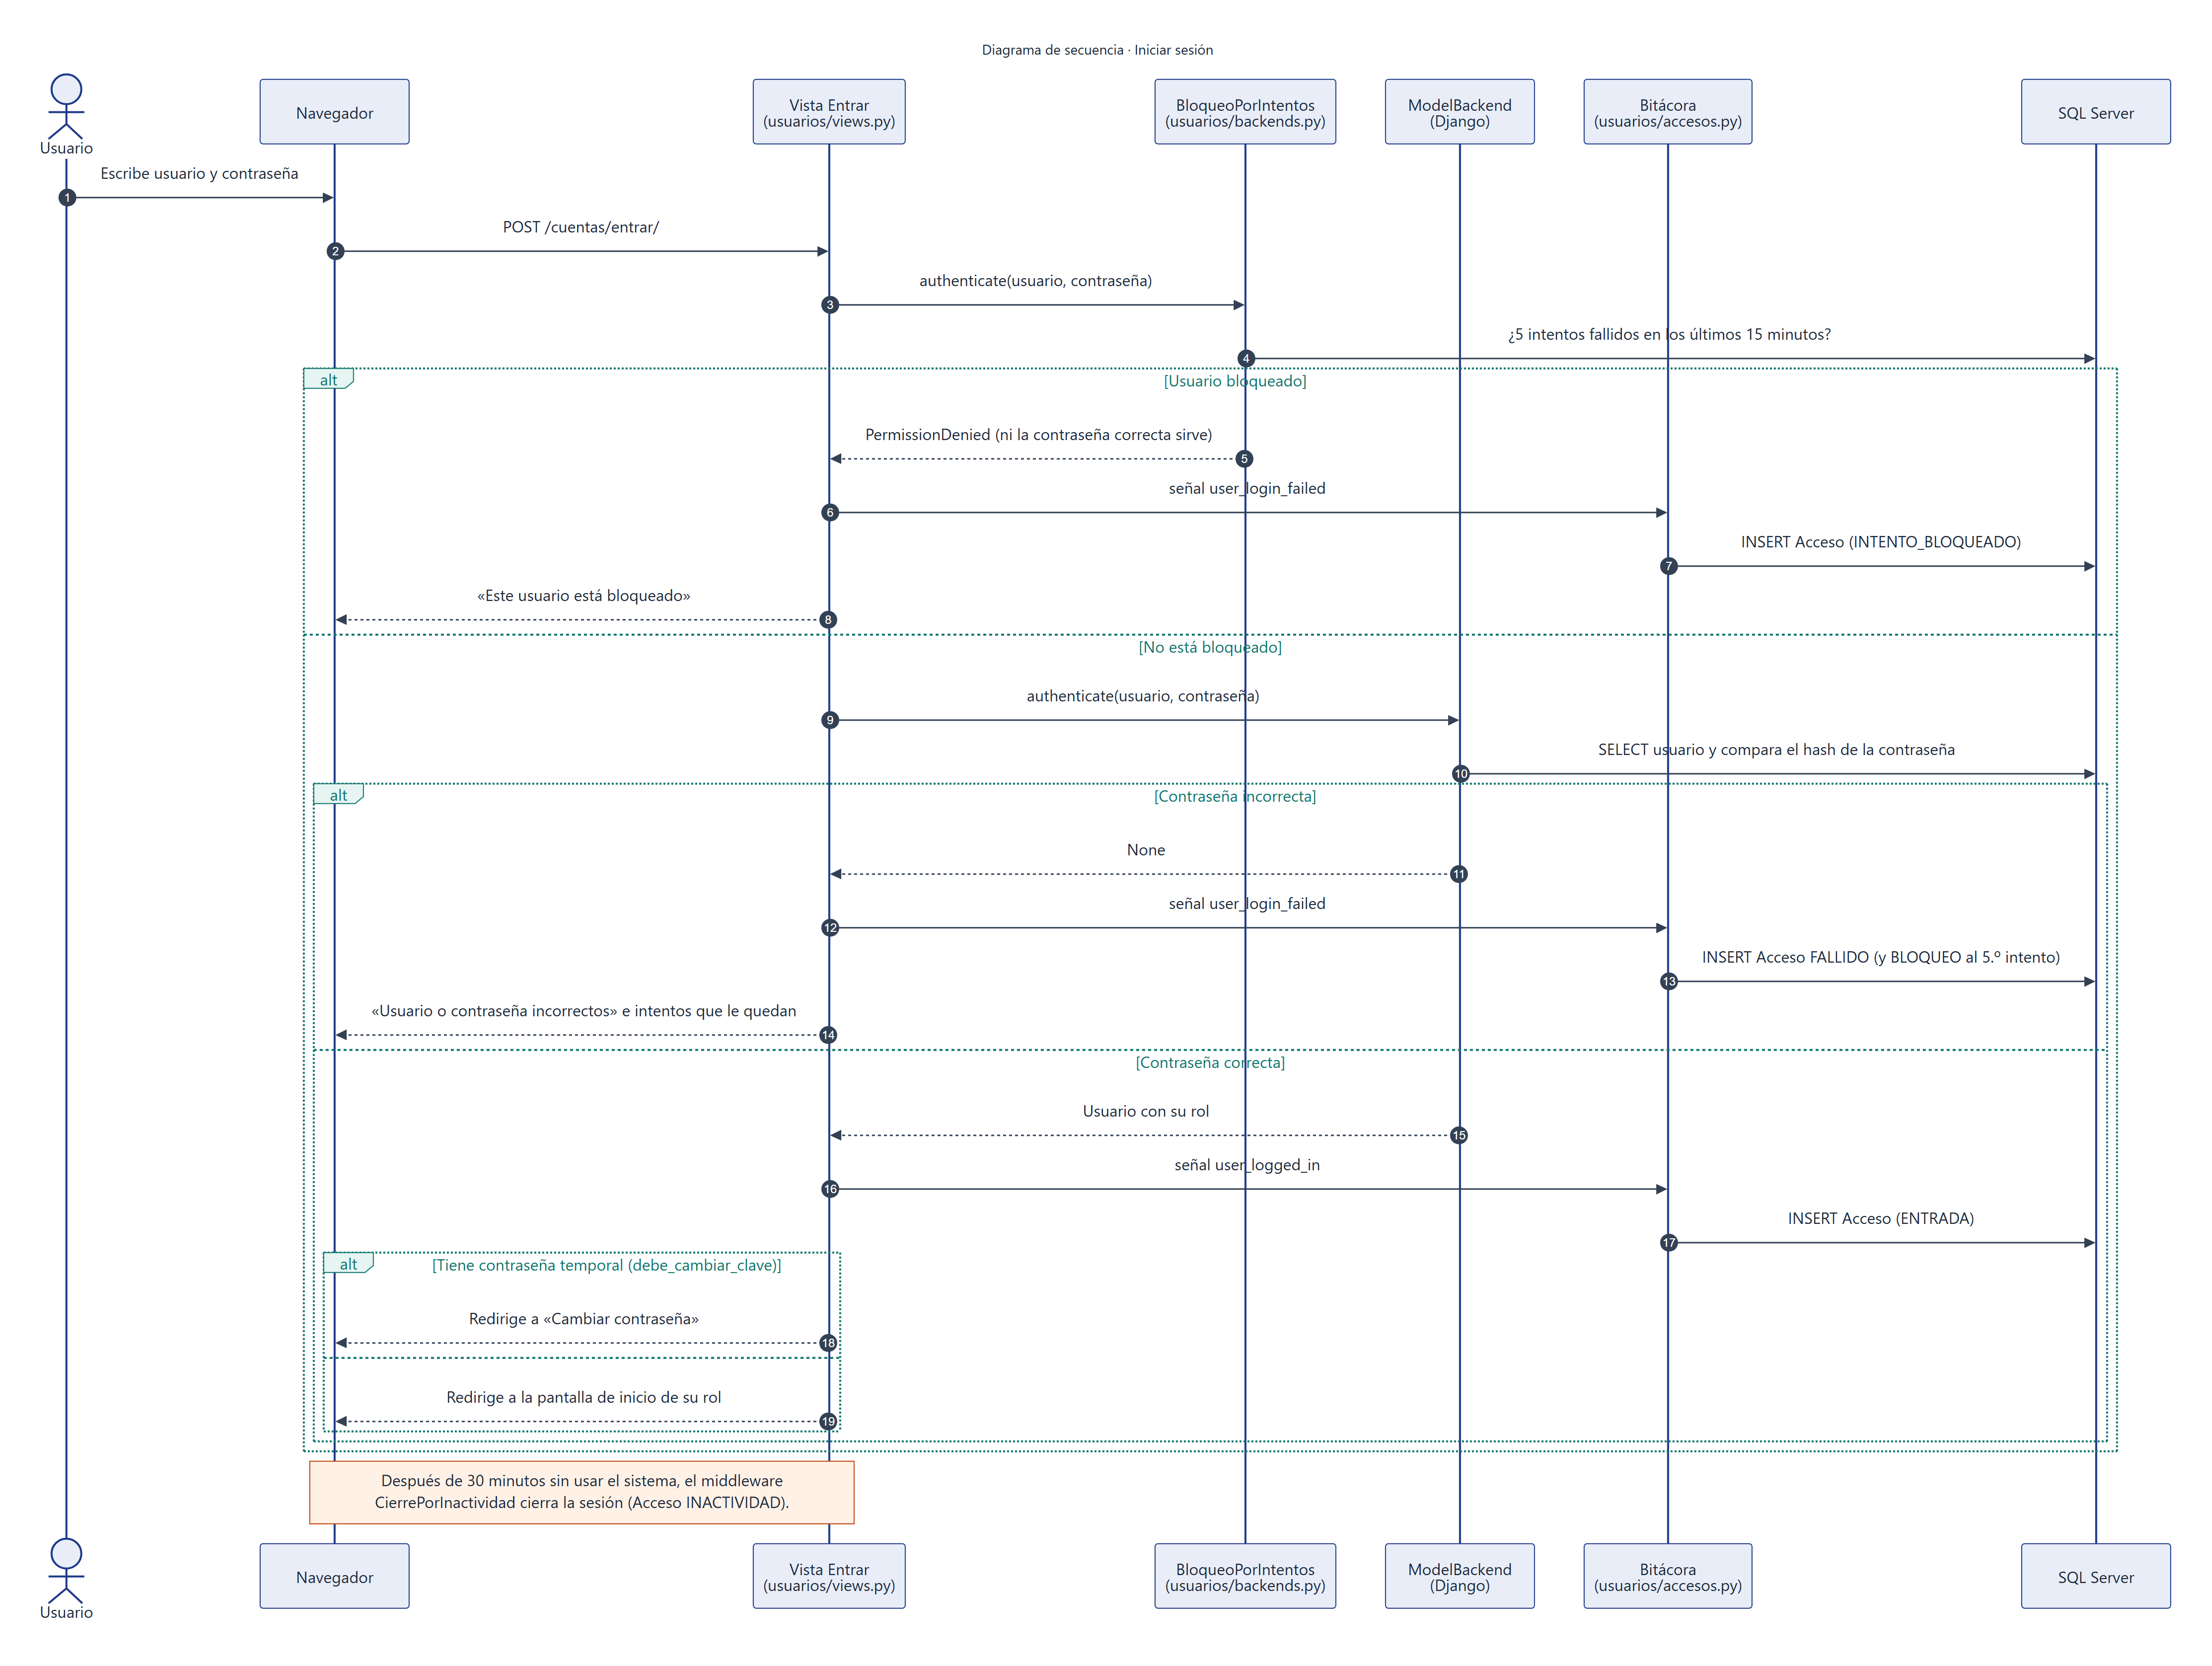 Diagrama de secuencia · Iniciar sesión
Usuario
Navegador
Vista Entrar
(usuarios/views.py)
BloqueoPorIntentos
(usuarios/backends.py)
ModelBackend
(Django)
Bitácora
(usuarios/accesos.py)
SQL Server
Escribe usuario y contraseña
1
POST /cuentas/entrar/
2
authenticate(usuario, contraseña)
3
¿5 intentos fallidos en los últimos 15 minutos?
4
alt
[Usuario bloqueado]
PermissionDenied (ni la contraseña correcta sirve)
5
señal user_login_failed
6
INSERT Acceso (INTENTO_BLOQUEADO)
7
«Este usuario está bloqueado»
8
[No está bloqueado]
authenticate(usuario, contraseña)
9
SELECT usuario y compara el hash de la contraseña
10
alt
[Contraseña incorrecta]
None
11
señal user_login_failed
12
INSERT Acceso FALLIDO (y BLOQUEO al 5.º intento)
13
«Usuario o contraseña incorrectos» e intentos que le quedan
14
[Contraseña correcta]
Usuario con su rol
15
señal user_logged_in
16
INSERT Acceso (ENTRADA)
17
alt
[Tiene contraseña temporal (debe_cambiar_clave)]
Redirige a «Cambiar contraseña»
18
Redirige a la pantalla de inicio de su rol
19
Después de 30 minutos sin usar el sistema, el middleware
CierrePorInactividad cierra la sesión (Acceso INACTIVIDAD).
Usuario
Navegador
Vista Entrar
(usuarios/views.py)
BloqueoPorIntentos
(usuarios/backends.py)
ModelBackend
(Django)
Bitácora
(usuarios/accesos.py)
SQL Server